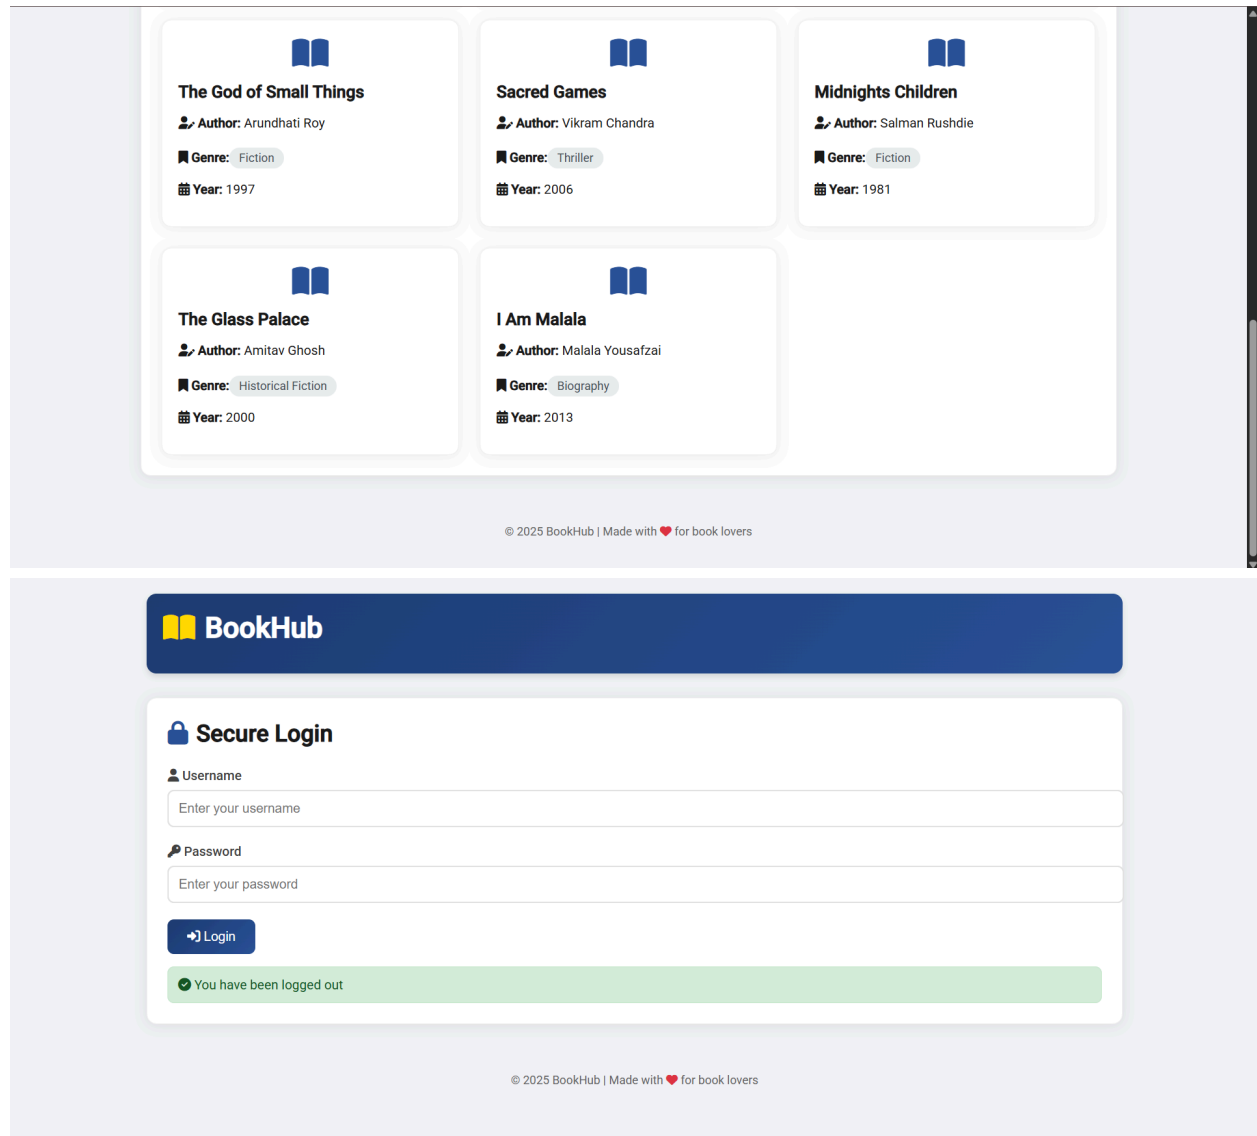 The God of Small Things
Author: Arundhati Roy
Genre: Fiction
Year: 1997
Sacred Games
Author: Vikram Chandra
Genre: Thriller
Year: 2006
Midnights Children
Author: Salman Rushdie
Genre: Fiction
Year: 1981
The Glass Palace
Author: Amitav Ghosh
Genre: Historical Fiction
Year: 2000
I Am Malala
Author: Malala Yousafzai
Genre: Biography
Year: 2013
© 2025 BookHub | Made with ❤ for book lovers
BookHub
Secure Login
Username
Enter your username
Password
Enter your password
Login
You have been logged out
© 2025 BookHub | Made with ❤ for book lovers